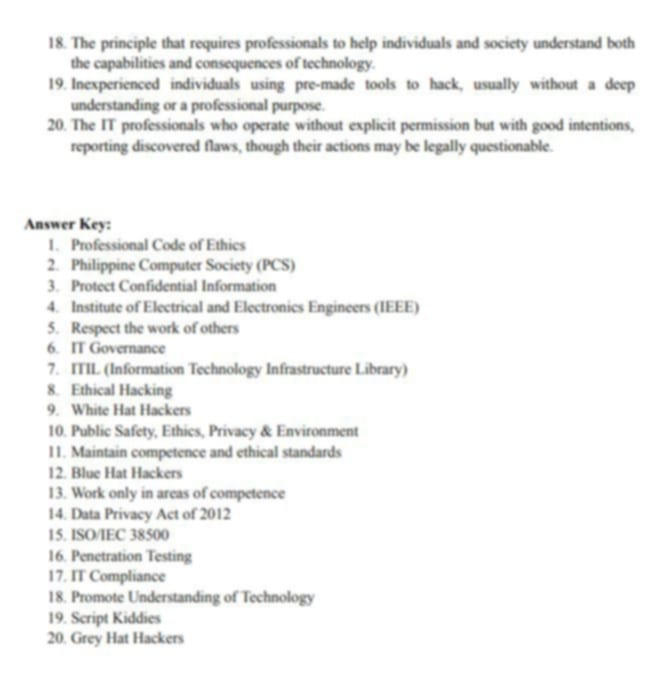 18. The principle that requires professionals to help individuals and society understand both
the capabilities and consequences of technology.
19. Inexperienced individuals using pre-made tools to hack, usually without a deep
understanding or a professional purpose.
20. The IT professionals who operate without explicit permission but with good intentions,
reporting discovered flaws, though their actions may be legally questionable.
Answer Key:
1. Professional Code of Ethics
2. Philippine Computer Society (PCS)
3. Protect Confidential Information
4. Institute of Electrical and Electronics Engineers (IEEE)
5. Respect the work of others
6. IT Governance
7. ITIL (Information Technology Infrastructure Library)
8. Ethical Hacking
9. White Hat Hackers
10. Public Safety, Ethics, Privacy & Environment
11. Maintain competence and ethical standards
12. Blue Hat Hackers
13. Work only in areas of competence
14. Data Privacy Act of 2012
15. ISO/IEC 38500
16. Penetration Testing
17. IT Compliance
18. Promote Understanding of Technology
19. Script Kiddies
20. Grey Hat Hackers